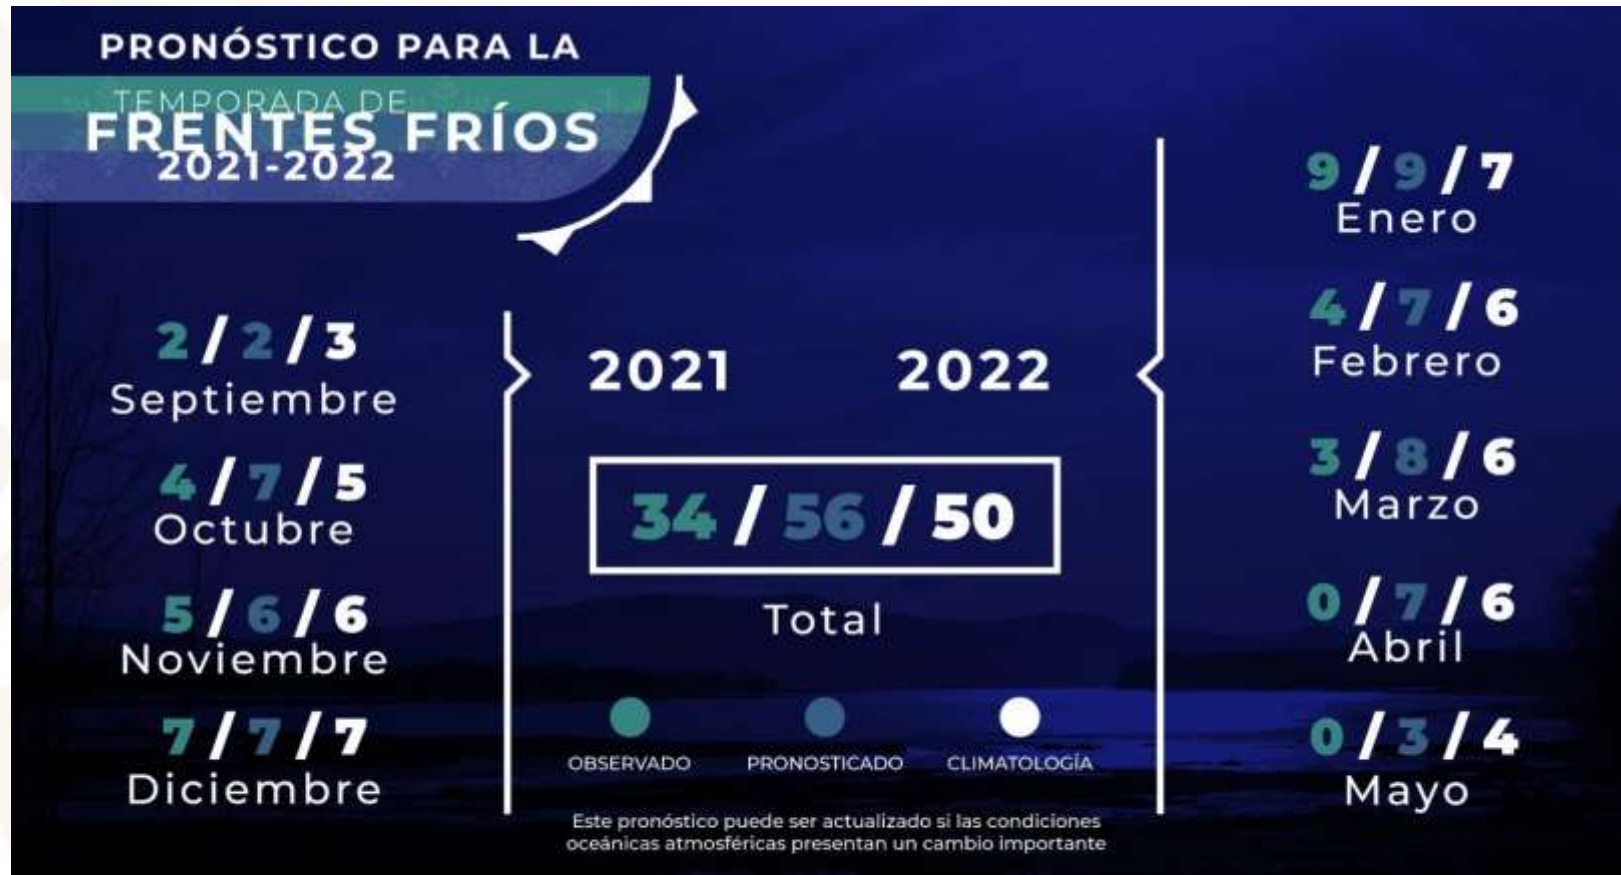 PRONÓSTICO PARA LA
TEMPORADA DE
FRENTES FRÍOS
2021-2022
2/2/3
Septiembre
4/7/5
Octubre
5/6/6
Noviembre
7/7/7
Diciembre
2021
2022
34/56/50
Total
OBSERVADO
PRONOSTICADO
CLIMATOLOGÍA
Este pronóstico puede ser actualizado si las condiciones
oceánicas atmosféricas presentan un cambio importante
9/9/7
Enero
4/7/6
Febrero
3/8/6
Marzo
0/7/6
Abril
0/3/4
Mayo